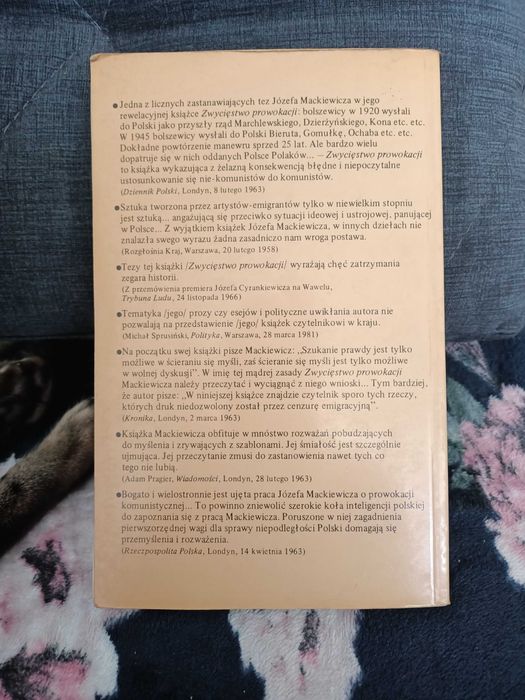 ● Jedna z licznych zastanawiających tez Józefa Mackiewicza w jego
rewelacyjnej książce Zwycięstwo prowokacji: bolszewicy w 1920 wysłali
do Polski jako przyszły rząd Marchlewskiego, Dzierżyńskiego, Kona etc. etc.
W 1945 bolszewicy wysłali do Polski Bieruta, Gomułkę, Ochaba etc. etc.
Dokładne powtórzenie manewru sprzed 25 lat. Ale bardzo wielu
dopatruje się w nich oddanych Polsce Polaków... – Zwycięstwo prowokacji
to książka wykazująca z żelazną konsekwencją błędne i niepoczytalne
ustosunkowanie się nie-komunistów do komunistów.
(Dziennik Polski, Londyn, 8 lutego 1963)
● Sztuka tworzona przez artystów-emigrantów tylko w niewielkim stopniu
jest sztuką... angażującą się przeciwko sytuacji ideowej i ustrojowej, panującej
w Polsce... Z wyjątkiem książek Józefa Mackiewicza, w innych dziełach nie
znalazła swego wyrazu żadna zasadniczo nam wroga postawa.
(Rozgłośnia Kraj, Warszawa, 20 lutego 1958)
● Tezy tej książki /Zwycięstwo prowokacji/ wyrażają chęć zatrzymania
zegara historii.
(Z przemówienia premiera Józefa Cyrankiewicza na Wawelu,
Trybuna Ludu, 24 listopada 1966)
● Tematyka /jego/ prozy czy esejów i polityczne uwikłania autora nie
pozwalają na przedstawienie /jego/ książek czytelnikowi w kraju.
(Michał Sprusiński, Polityka, Warszawa, 28 marca 1981)
● Na początku swej książki pisze Mackiewicz: „Szukanie prawdy jest tylko
możliwe w ścieraniu się myśli, zaś ścieranie się myśli jest tylko możliwe
w wolnej dyskusji". W imię tej mądrej zasady Zwycięstwo prowokacji
Mackiewicza należy przeczytać i wyciągnąć z niego wnioski... Tym bardziej,
że autor pisze: „W niniejszej książce znajdzie czytelnik sporo tych rzeczy,
których druk niedozwolony został przez cenzurę emigracyjną".
(Kronika, Londyn, 2 marca 1963)
● Książka Mackiewicza obfituje w mnóstwo rozważań pobudzających
do myślenia i zrywających z szablonami. Jej śmiałość jest szczególnie
ujmująca. Jej przeczytanie zmusi do zastanowienia nawet tych co
tego nie lubią.
(Adam Pragier, Wiadomości, Londyn, 28 lutego 1963)
● Bogato i wielostronnie jest ujęta praca Józefa Mackiewicza o prowokacji
komunistycznej... To powinno zniewolić szerokie koła inteligencji polskiej
do zapoznania się z pracą Mackiewicza. Poruszone w niej zagadnienia
pierwszorzędnej wagi dla sprawy niepodległości Polski domagają się
przemyślenia i rozważenia.
(Rzeczpospolita Polska, Londyn, 14 kwietnia 1963)